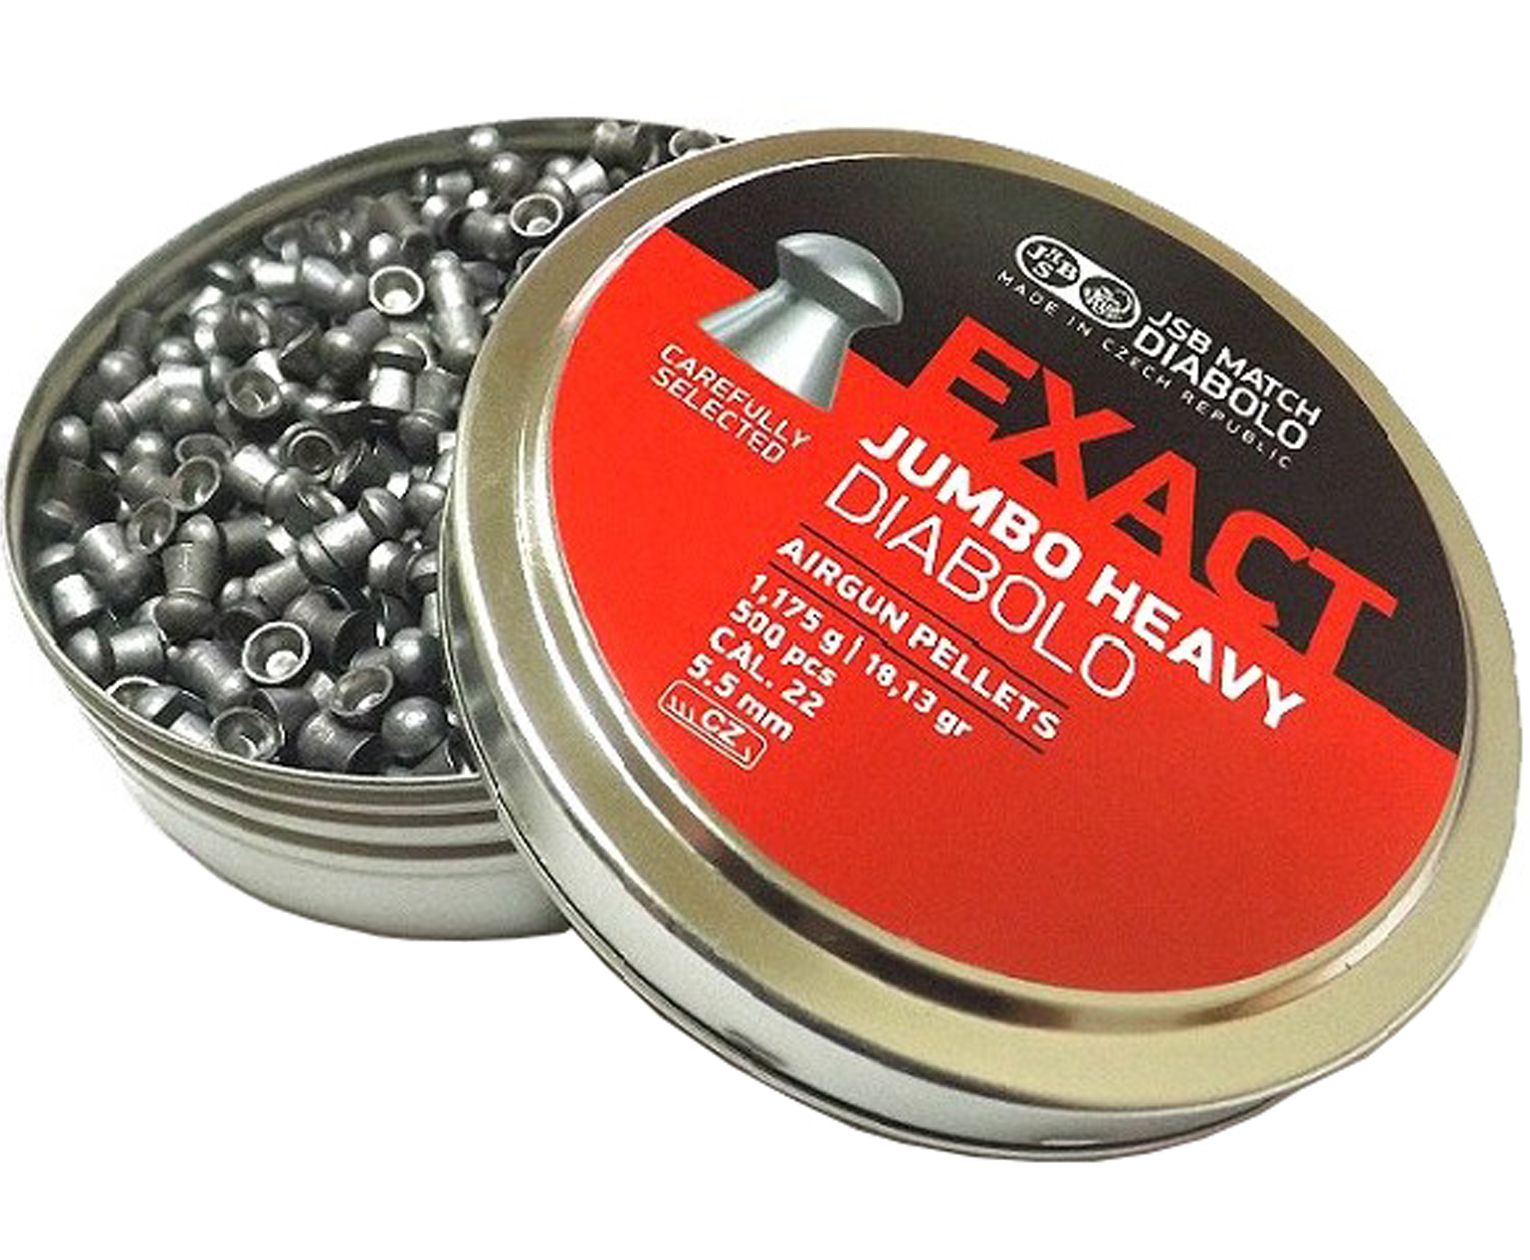 JSB
JSB MATCH
DIABOLO
MADE IN CZECH REPUBLIC
EXACT
JUMBO HEAVY
DIABOLO
CAREFULLY
SELECTED
AIRGUN PELLETS
1,175 g | 18,13 gr
500 pcs
CAL. 22
5.5 mm
CZ